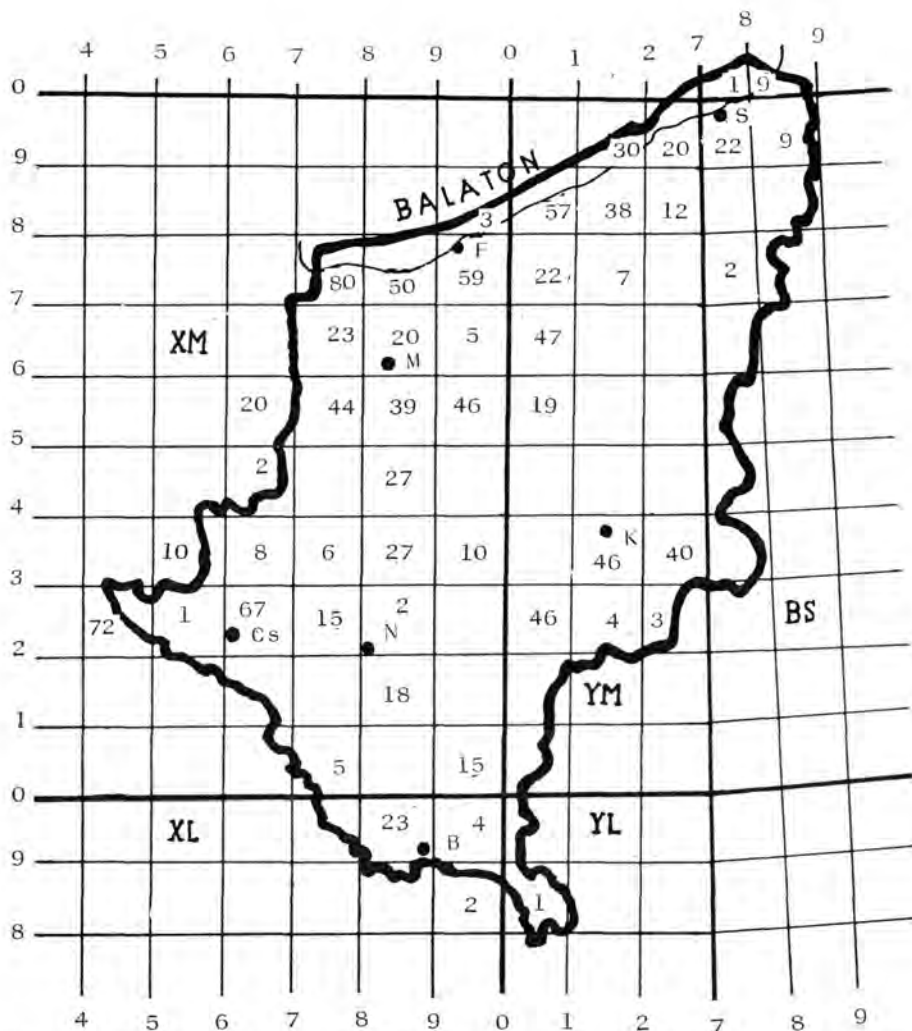 8
4 5 6 7 8 9 0 1 2 7 9
0 1 9
S
BALATON 30 20 22 9
9
3 57 38 12
8
F
80 50 59 22 7 2
7
XM 23 20 5 47
M
6
20 44 39 46 19
5
2 27
4
K
10 8 6 27 10 46 40
3
72 1 67 15 2 46 4 3 BS
Cs N
2
18 YM
1
5 15
0
XL 23 4 YL
B
9
2 1
8
4 5 6 7 8 9 0 1 2 7 8 9